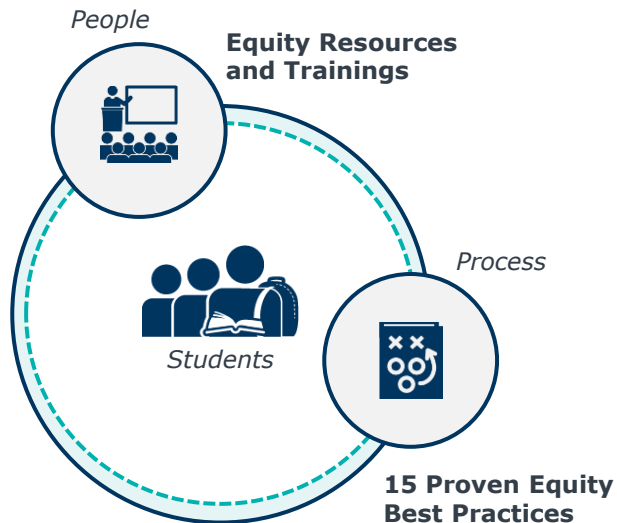 People
Equity Resources
and Trainings
Process
Students
15 Proven Equity
Best Practices